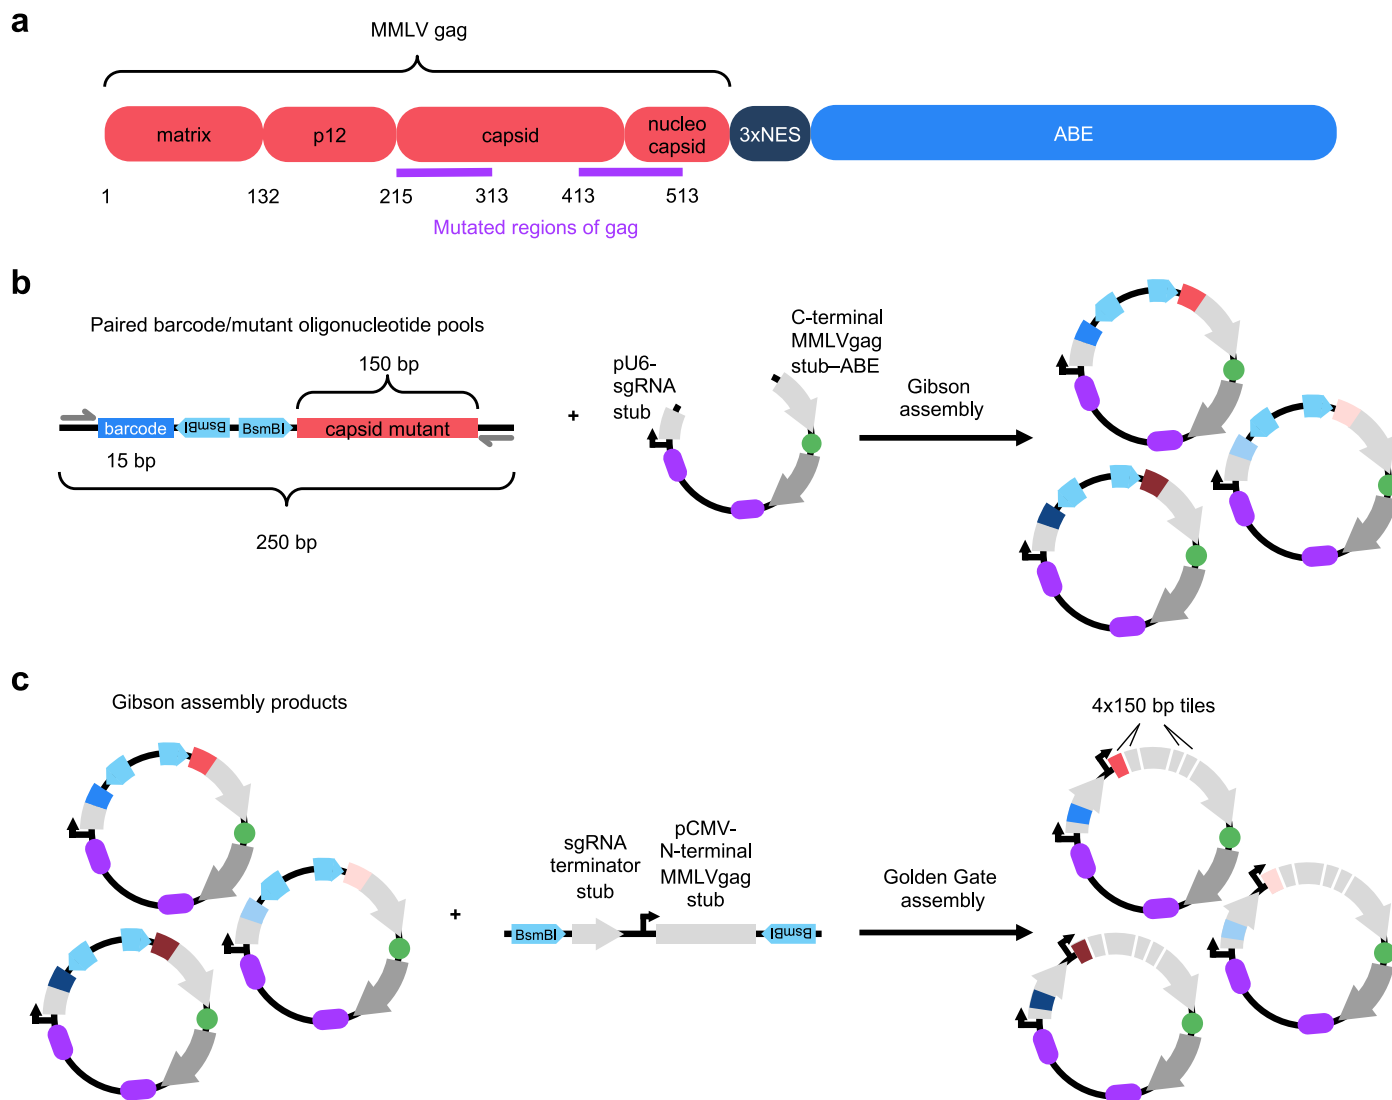 a
MMLV gag
matrix
p12
capsid
nucleo
capsid
3xNES
ABE
1
132
215
313
413
513
Mutated regions of gag
b
Paired barcode/mutant oligonucleotide pools
150 bp
barcode
BsmBI
BsmBI
capsid mutant
15 bp
250 bp
+
pU6-
sgRNA
stub
C-terminal
MMLVgag
stub–ABE
Gibson
assembly
c
Gibson assembly products
+
sgRNA
terminator
stub
pCMV-
N-terminal
MMLVgag
stub
BsmBI
BsmBI
Golden Gate
assembly
4x150 bp tiles